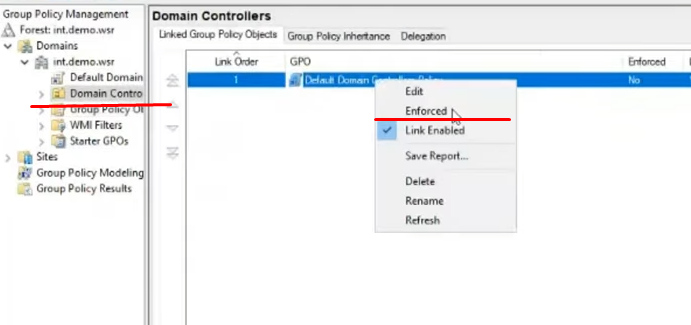 Group Policy Management
Forest: int.demo.wsr
Domains
int.demo.wsr
Default Domain
Domain Contro
Group Policy Ol
WMI Filters
Starter GPOs
Sites
Group Policy Modeling
Group Policy Results
Domain Controllers
Linked Group Policy Objects Group Policy Inheritance Delegation
Link Order GPO Enforced
1 Default Domain Controllers Policy No
Edit
Enforced
Link Enabled
Save Report...
Delete
Rename
Refresh